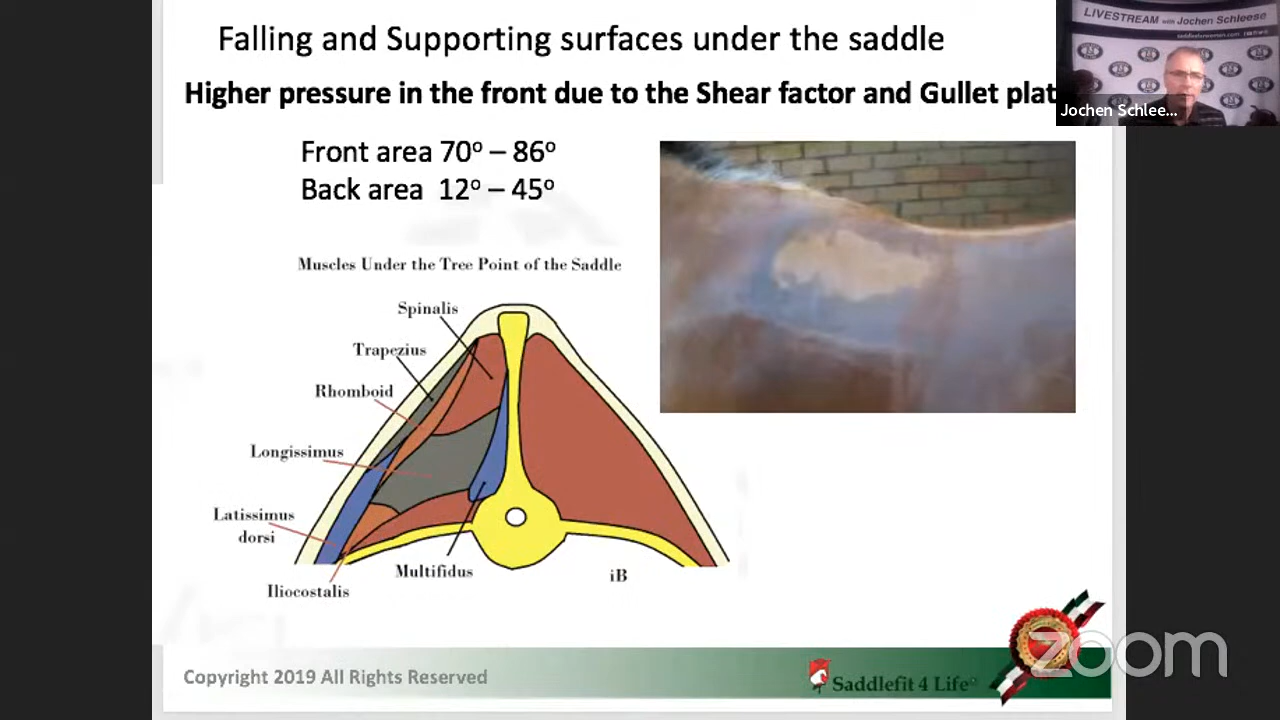 Falling and Supporting surfaces under the saddle
Higher pressure in the front due to the Shear factor and Gullet plat
LIVESTREAM with Jochen Schleese
Jochen Schlee...
Front area 70º – 86º
Back area 12º – 45º
Muscles Under the Tree Point of the Saddle
Spinalis
Trapezius
Rhomboid
Longissimus
Latissimus
dorsi
Multifidus
iB
Iliocostalis
Copyright 2019 All Rights Reserved
Saddlefit 4 Life®
zoom